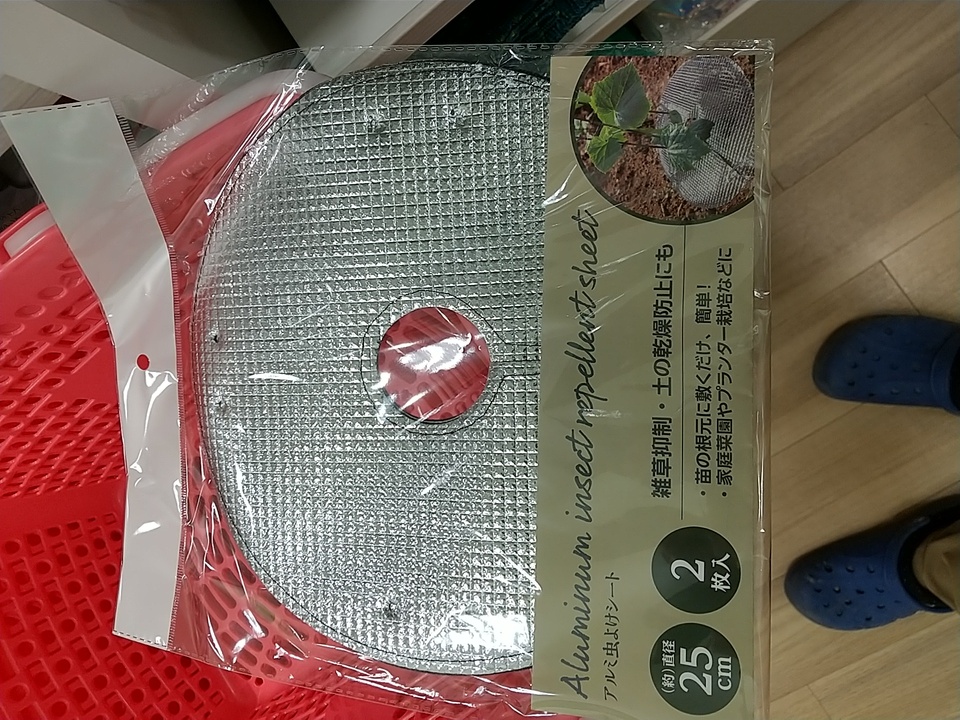 Aluminum insect repellent sheet
アルミ虫よけシート
雑草抑制・土の乾燥防止にも
・苗の根元に敷くだけ、簡単！
・家庭菜園やプランター栽培などに
(約)直径
25
cm
2
枚入